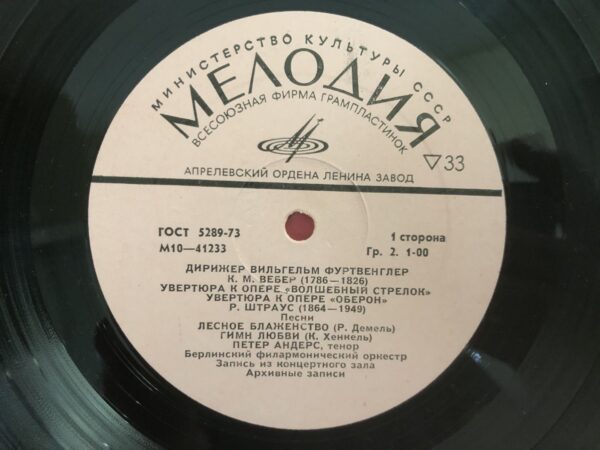 МИНИСТЕРСТВО КУЛЬТУРЫ СССР
МЕЛОДИЯ
ВСЕСОЮЗНАЯ ФИРМА ГРАМПЛАСТИНОК
▽33
АПРЕЛЕВСКИЙ ОРДЕНА ЛЕНИНА ЗАВОД
ГОСТ 5289-73
М10—41233
1 сторона
Гр. 2. 1-00
ДИРИЖЕР ВИЛЬГЕЛЬМ ФУРТВЕНГЛЕР
К. М. ВЕБЕР (1786—1826)
УВЕРТЮРА К ОПЕРЕ «ВОЛШЕБНЫЙ СТРЕЛОК»
УВЕРТЮРА К ОПЕРЕ «ОБЕРОН»
Р. ШТРАУС (1864—1949)
Песни
ЛЕСНОЕ БЛАЖЕНСТВО (Р. Демель)
ГИМН ЛЮБВИ (К. Хенкель)
ПЕТЕР АНДЕРС, тенор
Берлинский филармонический оркестр
Запись из концертного зала
Архивные записи